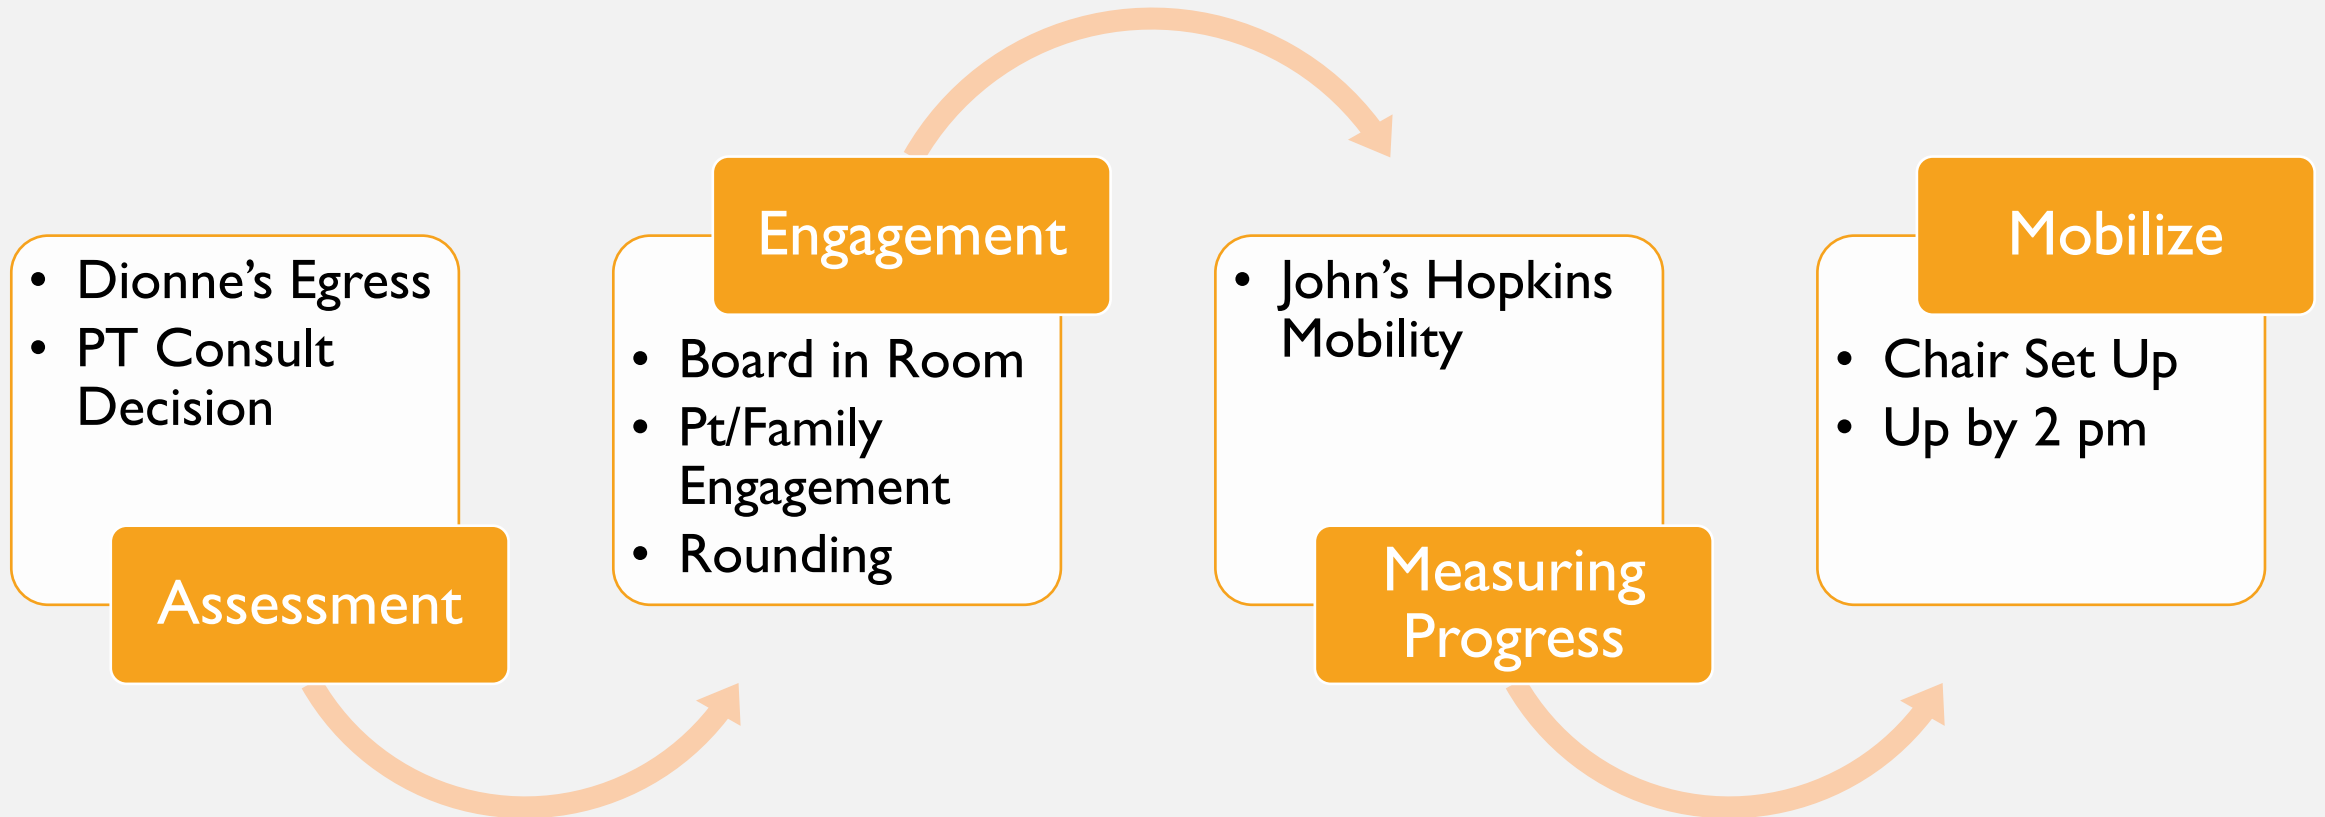 • Dionne’s Egress
• PT Consult
Decision
Assessment
Engagement
• Board in Room
• Pt/Family
Engagement
• Rounding
• John’s Hopkins
Mobility
Measuring
Progress
Mobilize
• Chair Set Up
• Up by 2 pm